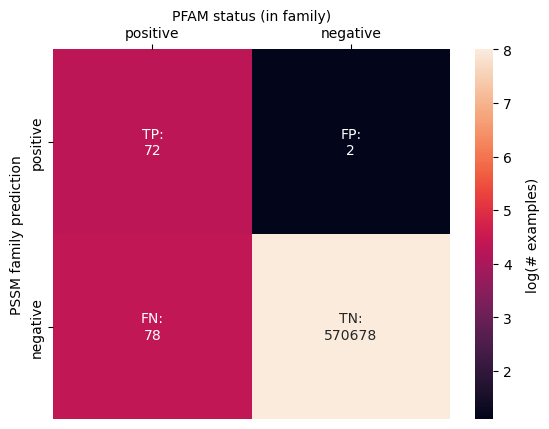 PFAM status (in family)
positive
negative
PSSM family prediction
positive
negative
TP:
72
FP:
2
FN:
78
TN:
570678
8
7
6
5
4
3
2
log(# examples)